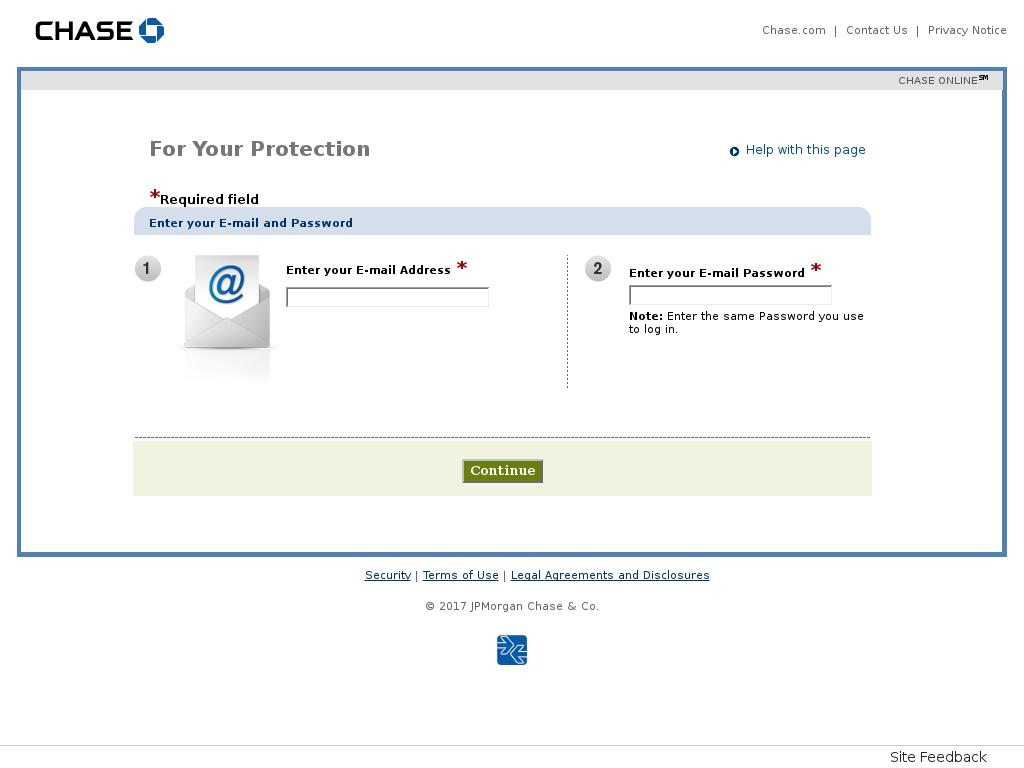 CHASE
Chase.com | Contact Us | Privacy Notice
CHASE ONLINE℠
For Your Protection
Help with this page
*Required field
Enter your E-mail and Password
1
@
Enter your E-mail Address *
2
Enter your E-mail Password *
Note: Enter the same Password you use
to log in.
Continue
Security | Terms of Use | Legal Agreements and Disclosures
© 2017 JPMorgan Chase & Co.
Site Feedback